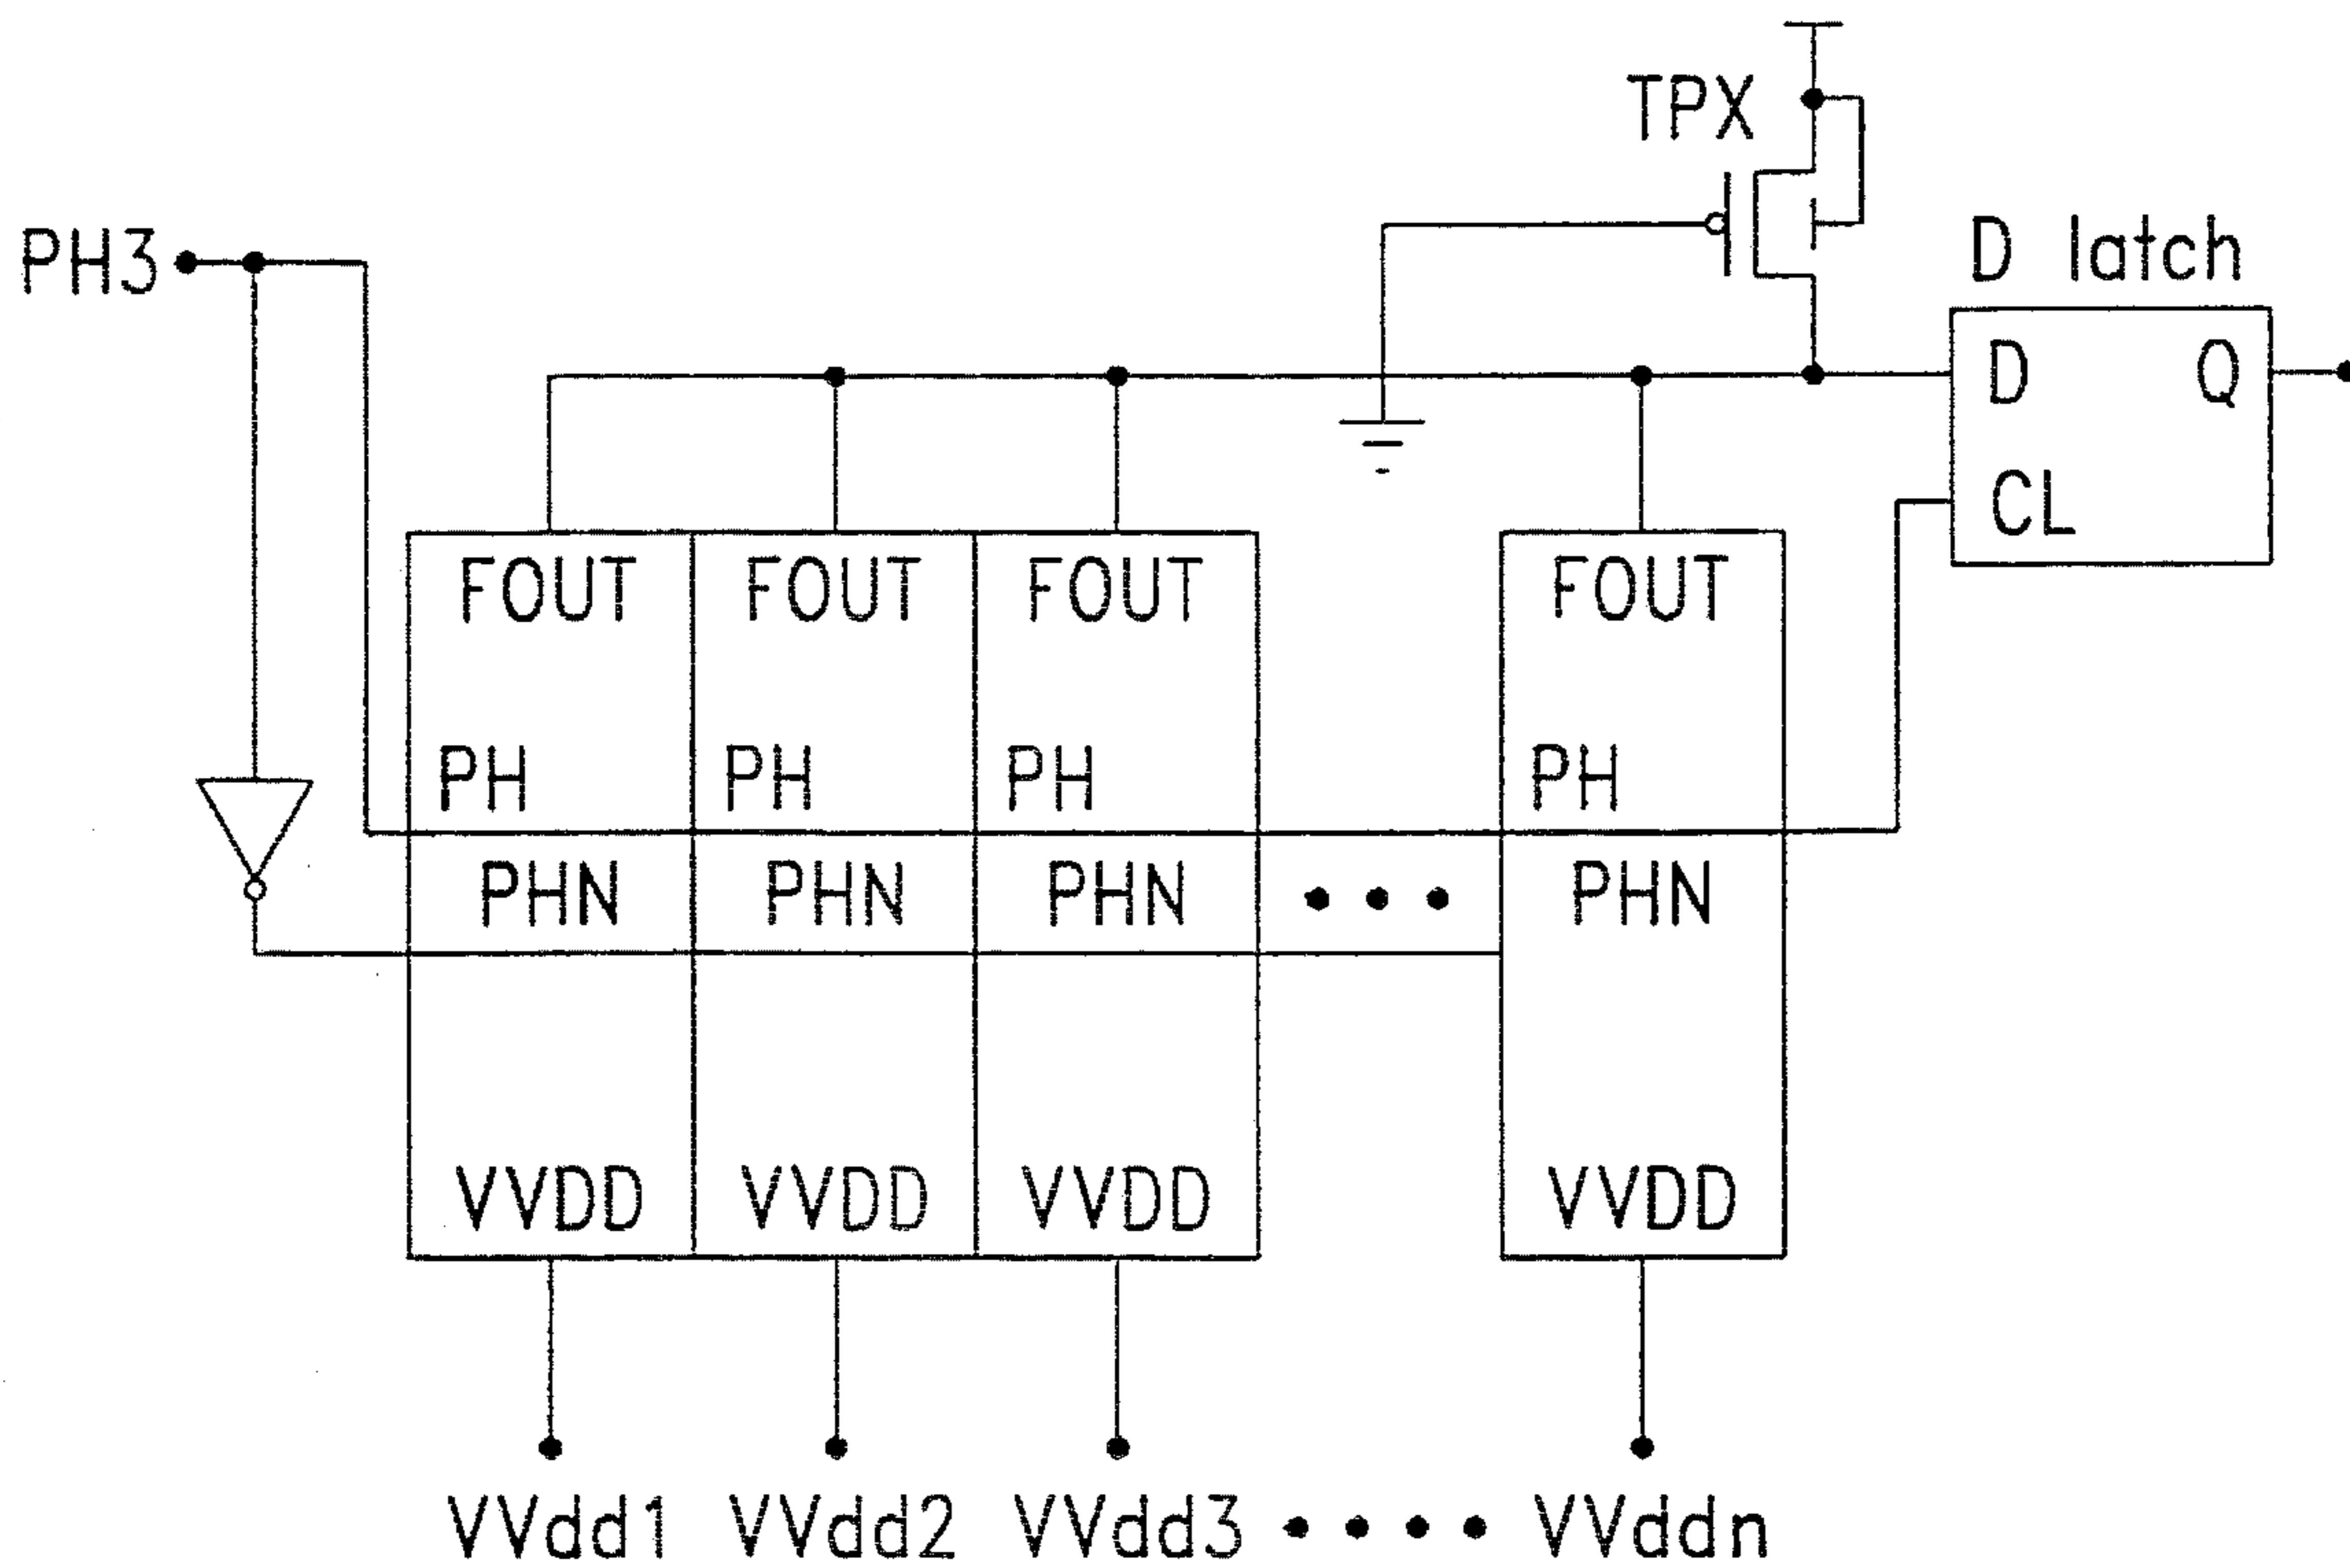 TPX
PH3
D latch
D Q
CL
FOUT FOUT FOUT FOUT
PH PH PH PH
PHN PHN PHN PHN
VVDD VVDD VVDD VVDD
VVdd1 VVdd2 VVdd3 •••• VVddn